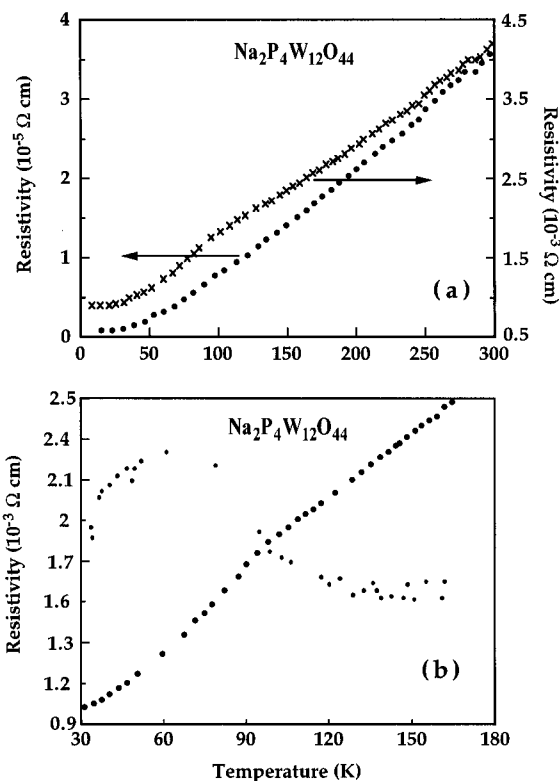 (a)
Na2P4W12O44
4
3
2
1
0
Resistivity (10-5 Ω cm)
4.5
3.5
2.5
1.5
0.5
Resistivity (10-3 Ω cm)
(a)
0 50 100 150 200 250 300
(b)
Na2P4W12O44
2.5
2.4
2.1
2
1.7
1.6
1.3
1.2
0.9
Resistivity (10-3 Ω cm)
(b)
30 60 90 120 150 180
Temperature (K)